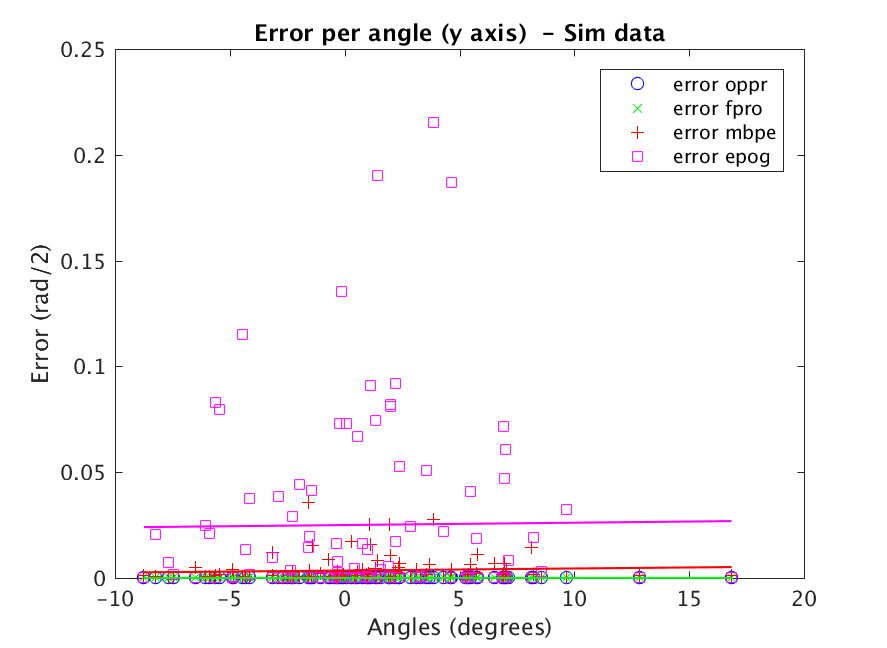 Error per angle (y axis) - Sim data
0.25
0.2
0.15
0.1
0.05
0
Error (rad/2)
error oppr
error fpro
error mbpe
error epog
-10
-5
0
5
10
15
20
Angles (degrees)